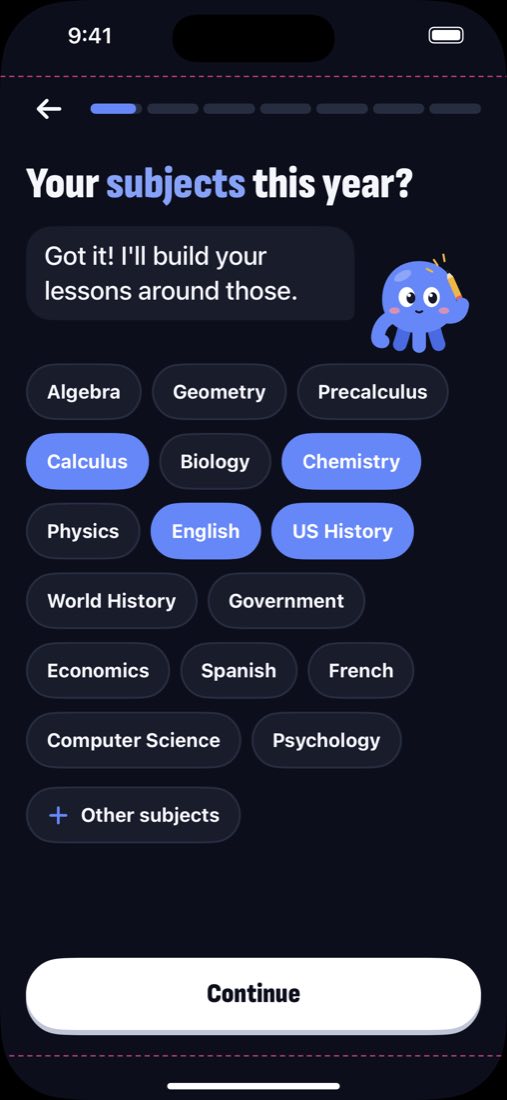 9:41
Your subjects this year?
Got it! I'll build your
lessons around those.
Algebra Geometry Precalculus
Calculus Biology Chemistry
Physics English US History
World History Government
Economics Spanish French
Computer Science Psychology
+ Other subjects
Continue